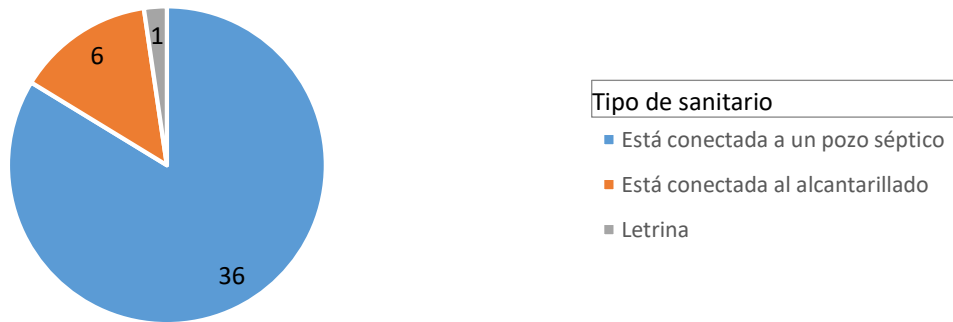 1
6
36
Tipo de sanitario
Está conectada a un pozo séptico
Está conectada al alcantarillado
Letrina